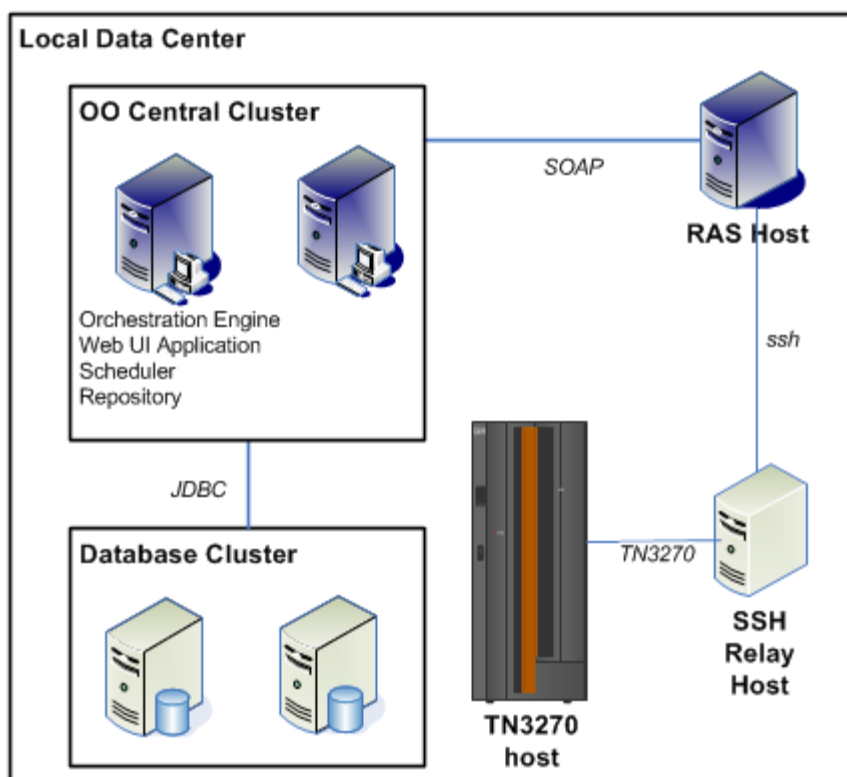 Local Data Center
OO Central Cluster
SOAP
RAS Host
Orchestration Engine
Web UI Application
Scheduler
Repository
ssh
JDBC
Database Cluster
TN3270
SSH
Relay
Host
TN3270
host